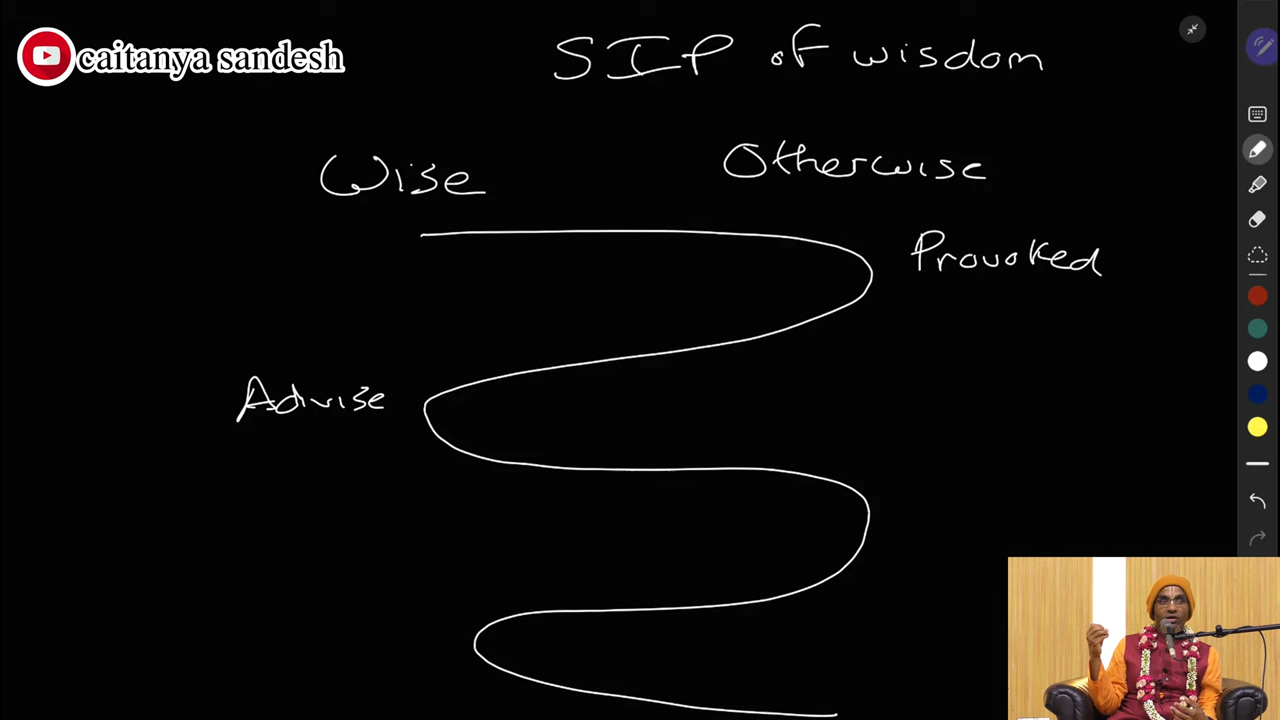 caitanya sandesh
SIP of wisdom
Wise
Otherwise
Provoked
Advise